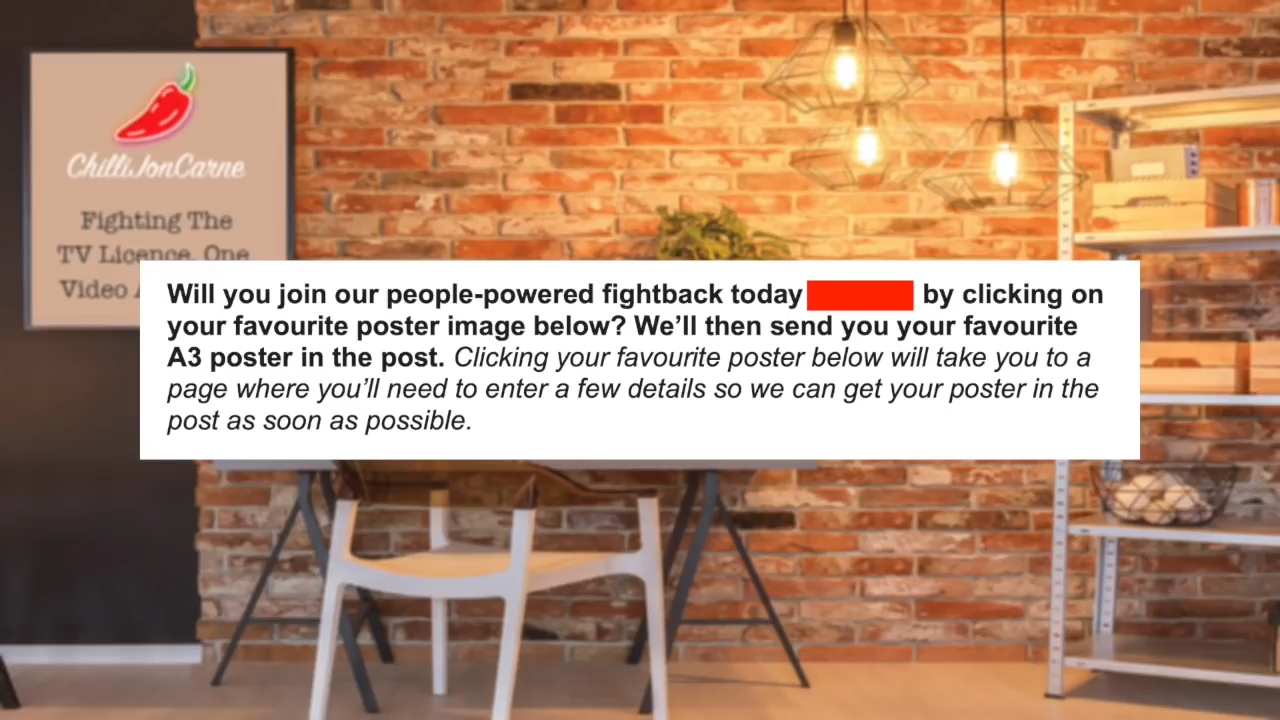 ChilliJonCarne
Fighting The
TV Licence, One
Video
Will you join our people-powered fightback today by clicking on
your favourite poster image below? We’ll then send you your favourite
A3 poster in the post. Clicking your favourite poster below will take you to a
page where you’ll need to enter a few details so we can get your poster in the
post as soon as possible.